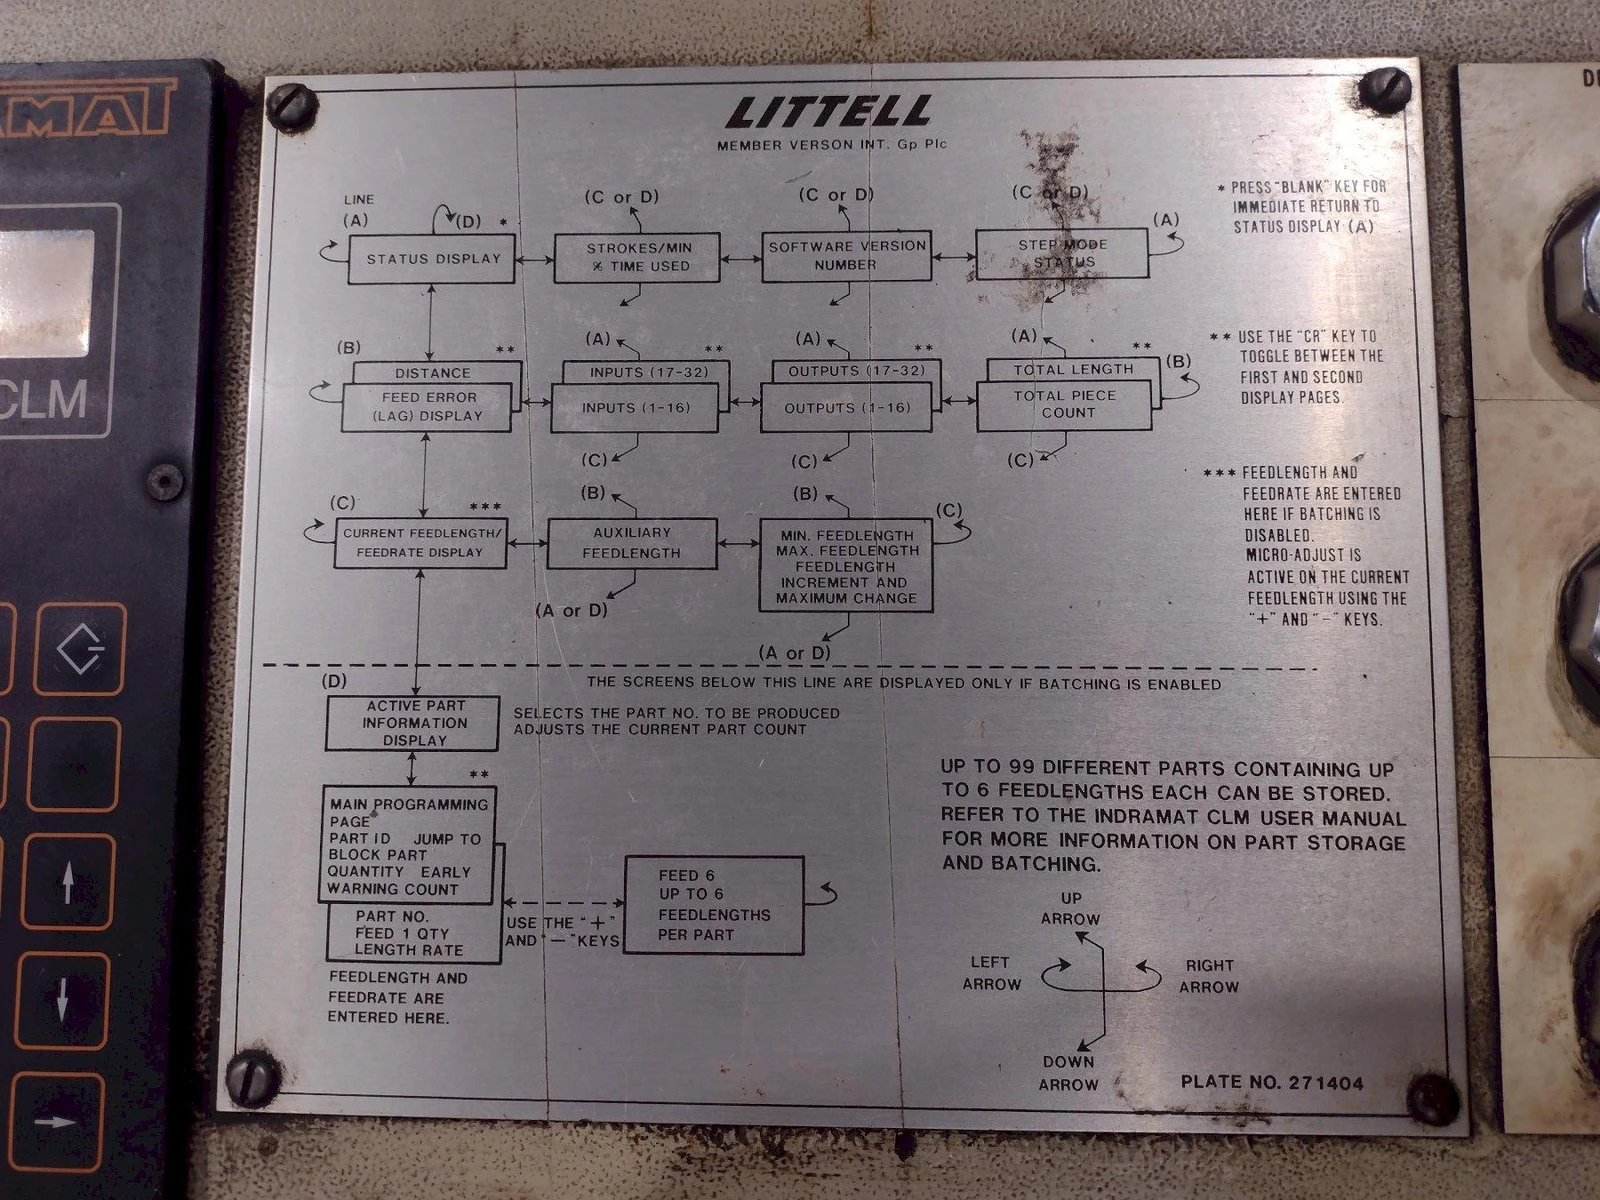 AMAT
CLM
LITTELL
MEMBER VERSON INT. Gp Plc
LINE
(A)
(D) *
STATUS DISPLAY
(C or D)
STROKES/MIN
% TIME USED
(C or D)
SOFTWARE VERSION
NUMBER
(C or D)
STEP MODE
STATUS
(A)
* PRESS "BLANK" KEY FOR
IMMEDIATE RETURN TO
STATUS DISPLAY (A)
(B)
**
DISTANCE
FEED ERROR
(LAG) DISPLAY
(A)
**
INPUTS (17-32)
INPUTS (1-16)
(C)
(A)
**
OUTPUTS (17-32)
OUTPUTS (1-16)
(C)
(A)
**
TOTAL LENGTH
TOTAL PIECE
COUNT
(B)
(C)
** USE THE "CR" KEY TO
TOGGLE BETWEEN THE
FIRST AND SECOND
DISPLAY PAGES.
(C)
***
CURRENT FEEDLENGTH/
FEEDRATE DISPLAY
(B)
AUXILIARY
FEEDLENGTH
(A or D)
(B)
MIN. FEEDLENGTH
MAX. FEEDLENGTH
FEEDLENGTH
INCREMENT AND
MAXIMUM CHANGE
(C)
(A or D)
*** FEEDLENGTH AND
FEEDRATE ARE ENTERED
HERE IF BATCHING IS
DISABLED.
MICRO-ADJUST IS
ACTIVE ON THE CURRENT
FEEDLENGTH USING THE
"+" AND "-" KEYS.
THE SCREENS BELOW THIS LINE ARE DISPLAYED ONLY IF BATCHING IS ENABLED
(D)
ACTIVE PART
INFORMATION
DISPLAY
SELECTS THE PART NO. TO BE PRODUCED
ADJUSTS THE CURRENT PART COUNT
**
MAIN PROGRAMMING
PAGE
PART ID JUMP TO
BLOCK PART
QUANTITY EARLY
WARNING COUNT
PART NO.
FEED 1 QTY
LENGTH RATE
FEEDLENGTH AND
FEEDRATE ARE
ENTERED HERE.
USE THE "+"
AND "-" KEYS
FEED 6
UP TO 6
FEEDLENGTHS
PER PART
UP TO 99 DIFFERENT PARTS CONTAINING UP
TO 6 FEEDLENGTHS EACH CAN BE STORED.
REFER TO THE INDRAMAT CLM USER MANUAL
FOR MORE INFORMATION ON PART STORAGE
AND BATCHING.
UP
ARROW
LEFT
ARROW
RIGHT
ARROW
DOWN
ARROW
PLATE NO. 271404